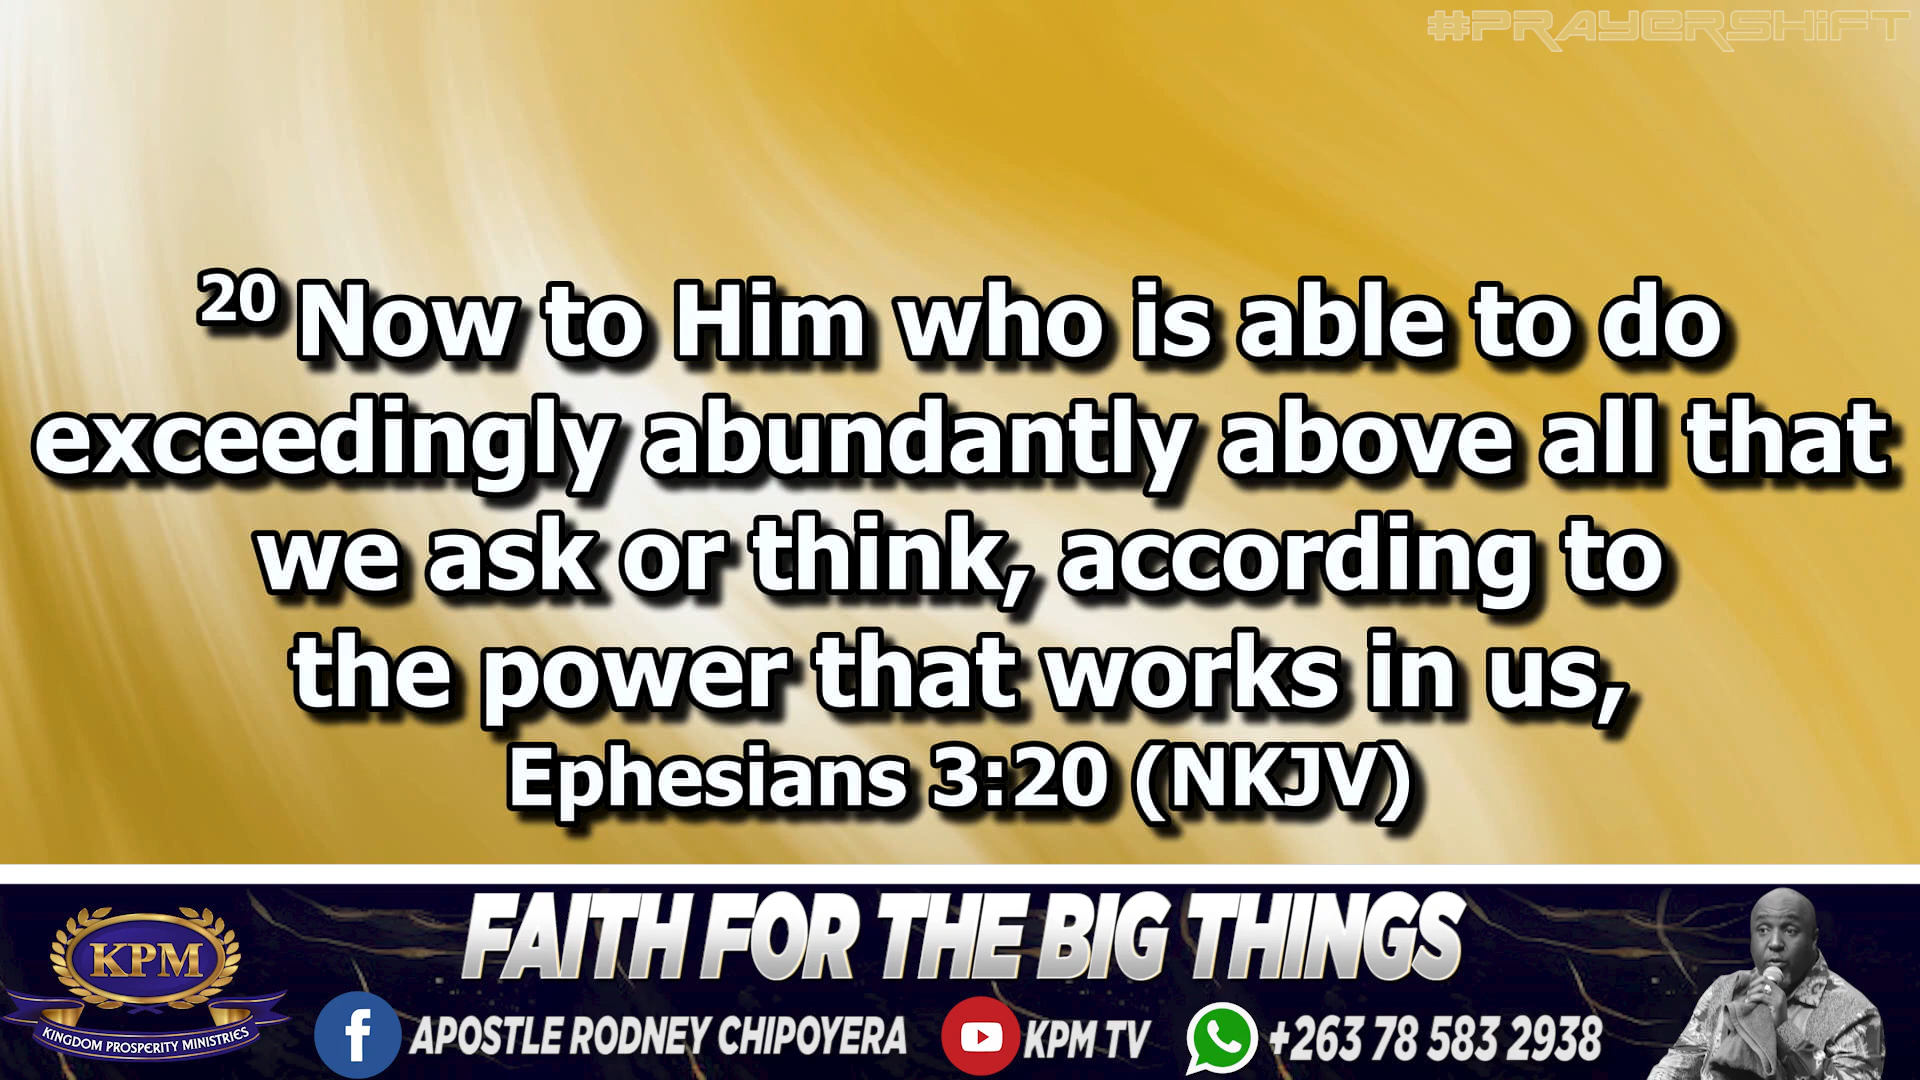 #PRAYERSHIFT
20 Now to Him who is able to do
exceedingly abundantly above all that
we ask or think, according to
the power that works in us,
Ephesians 3:20 (NKJV)
FAITH FOR THE BIG THINGS
KPM
KINGDOM PROSPERITY MINISTRIES
f APOSTLE RODNEY CHIPOYERA KPM TV +263 78 583 2938